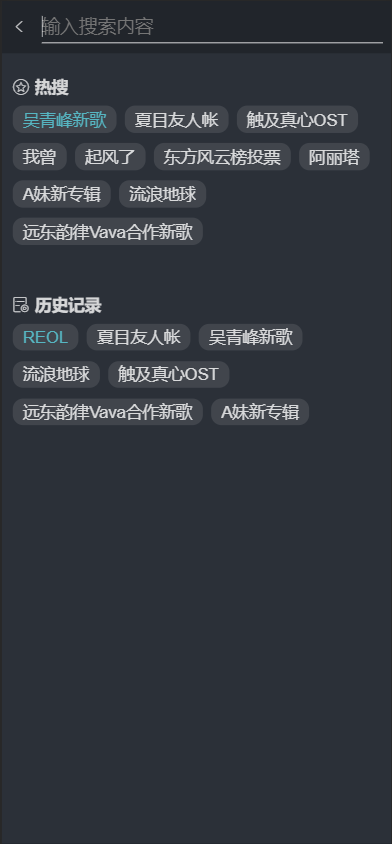 输入搜索内容
热搜
吴青峰新歌 夏目友人帐 触及真心OST
我曾 起风了 东方风云榜投票 阿丽塔
A妹新专辑 流浪地球
远东韵律Vava合作新歌
历史记录
REOL 夏目友人帐 吴青峰新歌
流浪地球 触及真心OST
远东韵律Vava合作新歌 A妹新专辑